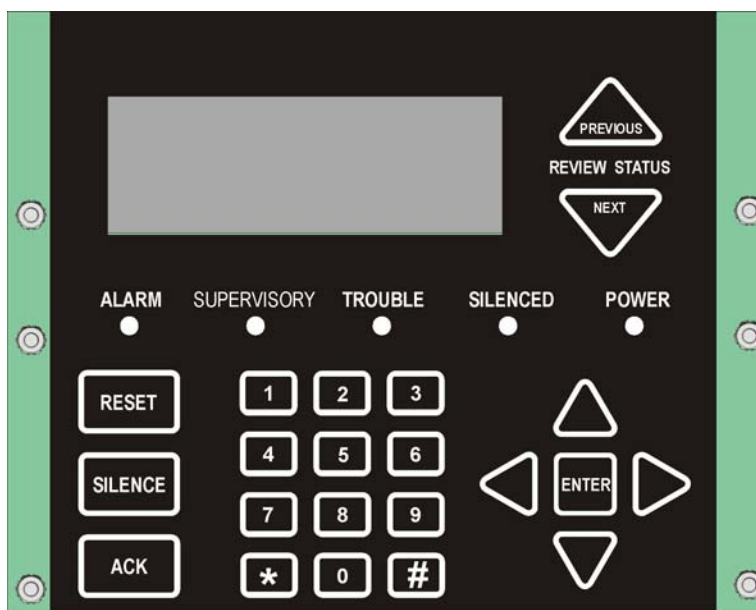 PREVIOUS
REVIEW STATUS
NEXT
ALARM SUPERVISORY TROUBLE SILENCED POWER
RESET
1 2 3
SILENCE
4 5 6
ENTER
7 8 9
ACK
* 0 #